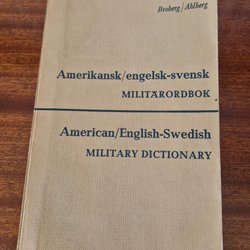 Broberg / Ahlberg
Amerikansk/engelsk-svensk
MILITÄRORDBOK
American/English-Swedish
MILITARY DICTIONARY